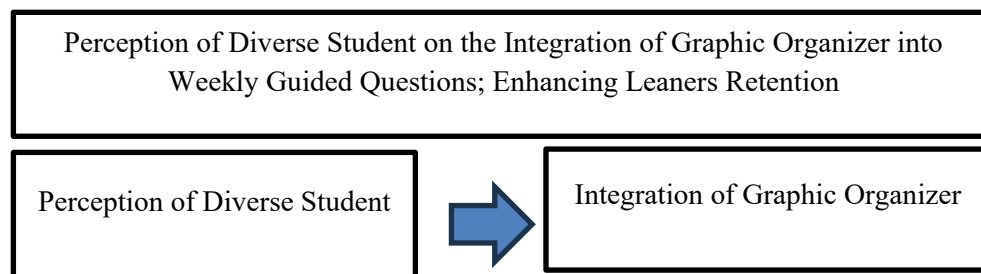 Perception of Diverse Student on the Integration of Graphic Organizer into
Weekly Guided Questions; Enhancing Leaners Retention
Perception of Diverse Student
Integration of Graphic Organizer